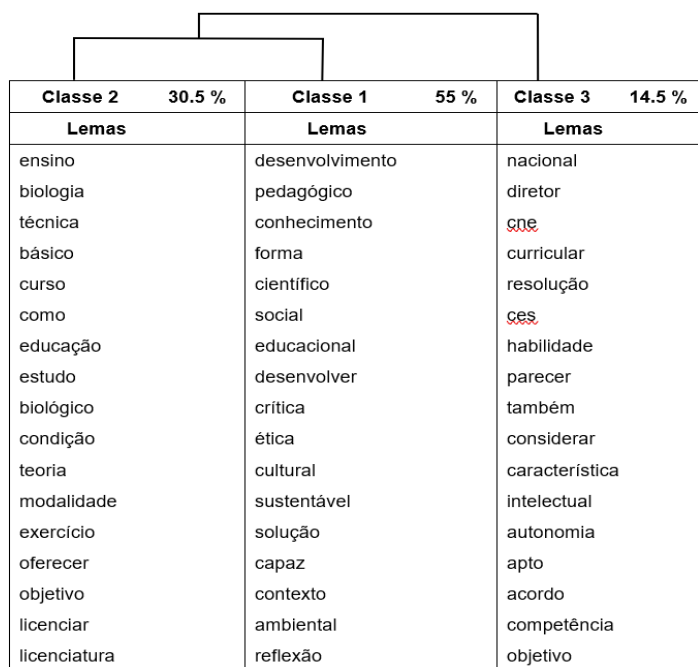 Classe 2 30.5 % Classe 1 55 % Classe 3 14.5 %
Lemas Lemas Lemas
ensino desenvolvimento nacional
biologia pedagógico diretor
técnica conhecimento cne
básico forma curricular
curso científico resolução
como social ces
educação educacional habilidade
estudo desenvolver parecer
biológico crítica também
condição ética considerar
teoria cultural característica
modalidade sustentável intelectual
exercício solução autonomia
oferecer capaz apto
objetivo contexto acordo
licenciar ambiental competência
licenciatura reflexão objetivo